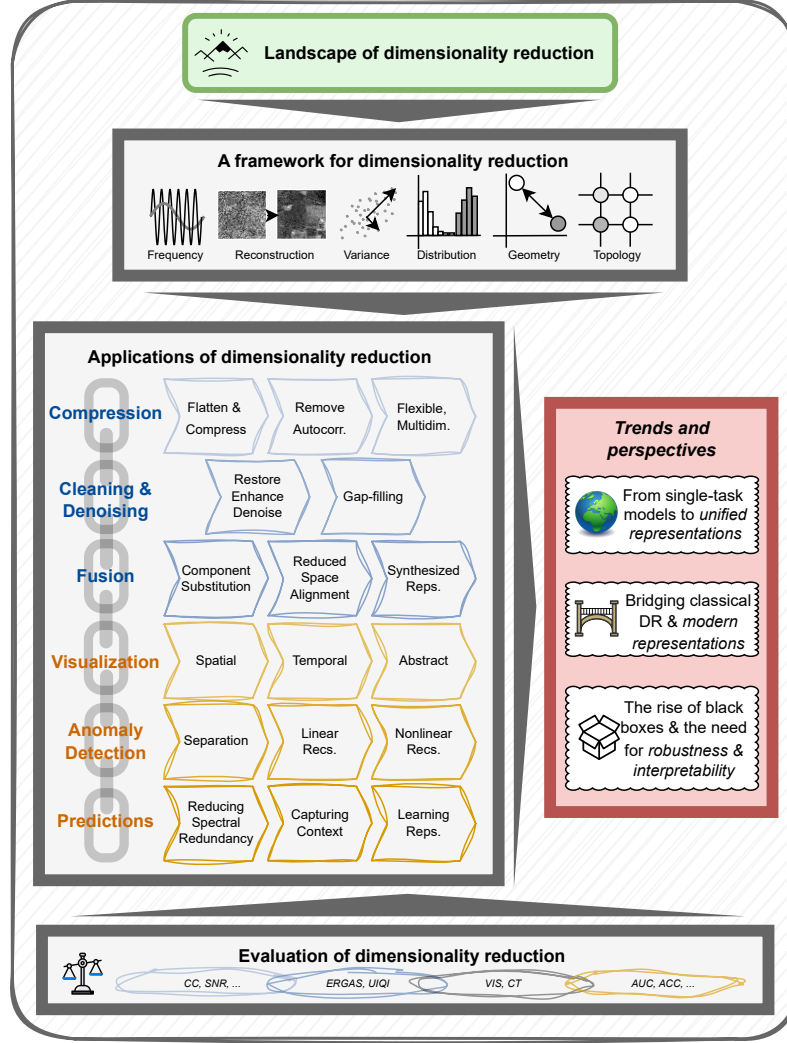 Landscape of dimensionality reduction
A framework for dimensionality reduction
Frequency
Reconstruction
Variance
Distribution
Geometry
Topology
Applications of dimensionality reduction
Compression
Flatten &
Compress
Remove
Autocorr.
Flexible,
Multidim.
Cleaning &
Denoising
Restore
Enhance
Denoise
Gap-filling
Fusion
Component
Substitution
Reduced
Space
Alignment
Synthesized
Reps.
Visualization
Spatial
Temporal
Abstract
Anomaly
Detection
Separation
Linear
Recs.
Nonlinear
Recs.
Predictions
Reducing
Spectral
Redundancy
Capturing
Context
Learning
Reps.
Trends and
perspectives
From single-task
models to unified
representations
Bridging classical
DR & modern
representations
The rise of black
boxes & the need
for robustness &
interpretability
Evaluation of dimensionality reduction
CC, SNR, ...
ERGAS, UIQI
VIS, CT
AUC, ACC, ...